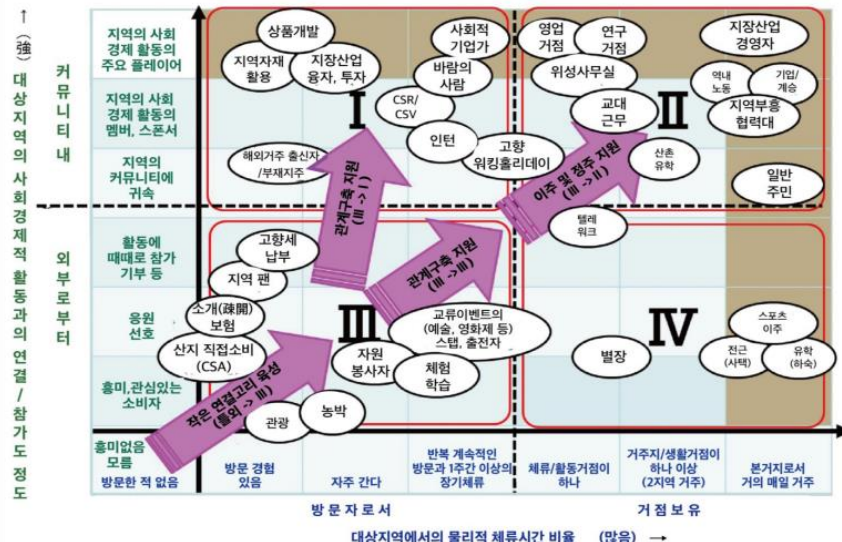 ↑ (強) 대상지역의 사회경제적 활동과의 연결/참가도 정도
커뮤니티 내
외부로부터
지역의 사회
경제 활동의
주요 플레이어
지역의 사회
경제 활동의
멤버, 스폰서
지역의
커뮤니티에
귀속
활동에
때때로 참가
기부 등
응원
선호
흥미,관심있는
소비자
흥미없음
모름
상품개발
지역자재
활용
지장산업
융자, 투자
사회적
기업가
바람의
사람
CSR/
CSV
인턴
고향
워킹홀리데이
해외거주 출신자
/부재지주
I
관계구축 지원
(III -> I)
영업
거점
연구
거점
위성사무실
교대
근무
지장산업
경영자
역내
노동
기업/
계승
지역부흥
협력대
산촌
유학
일반
주민
II
이주 및 정주 지원
(III -> II)
텔레
워크
고향세
납부
지역 팬
소개(疎開)
보험
산지 직접소비
(CSA)
III
관계구축 지원
(III -> III)
교류이벤트의
(예술, 영화제 등)
스탭, 출전자
자원
봉사자
체험
학습
작은 연결고리 육성
(틀외 -> III)
관광
농박
IV
별장
스포츠
이주
전근
(사택)
유학
(하숙)
방문한 적 없음
방문 경험
있음
자주 간다
반복 계속적인
방문과 1주간 이상의
장기체류
체류/활동거점이
하나
거주지/생활거점이
하나 이상
(2지역 거주)
본거지로서
거의 매일 거주
방문자로서
거점보유
대상지역에서의 물리적 체류시간 비율 (많음) →